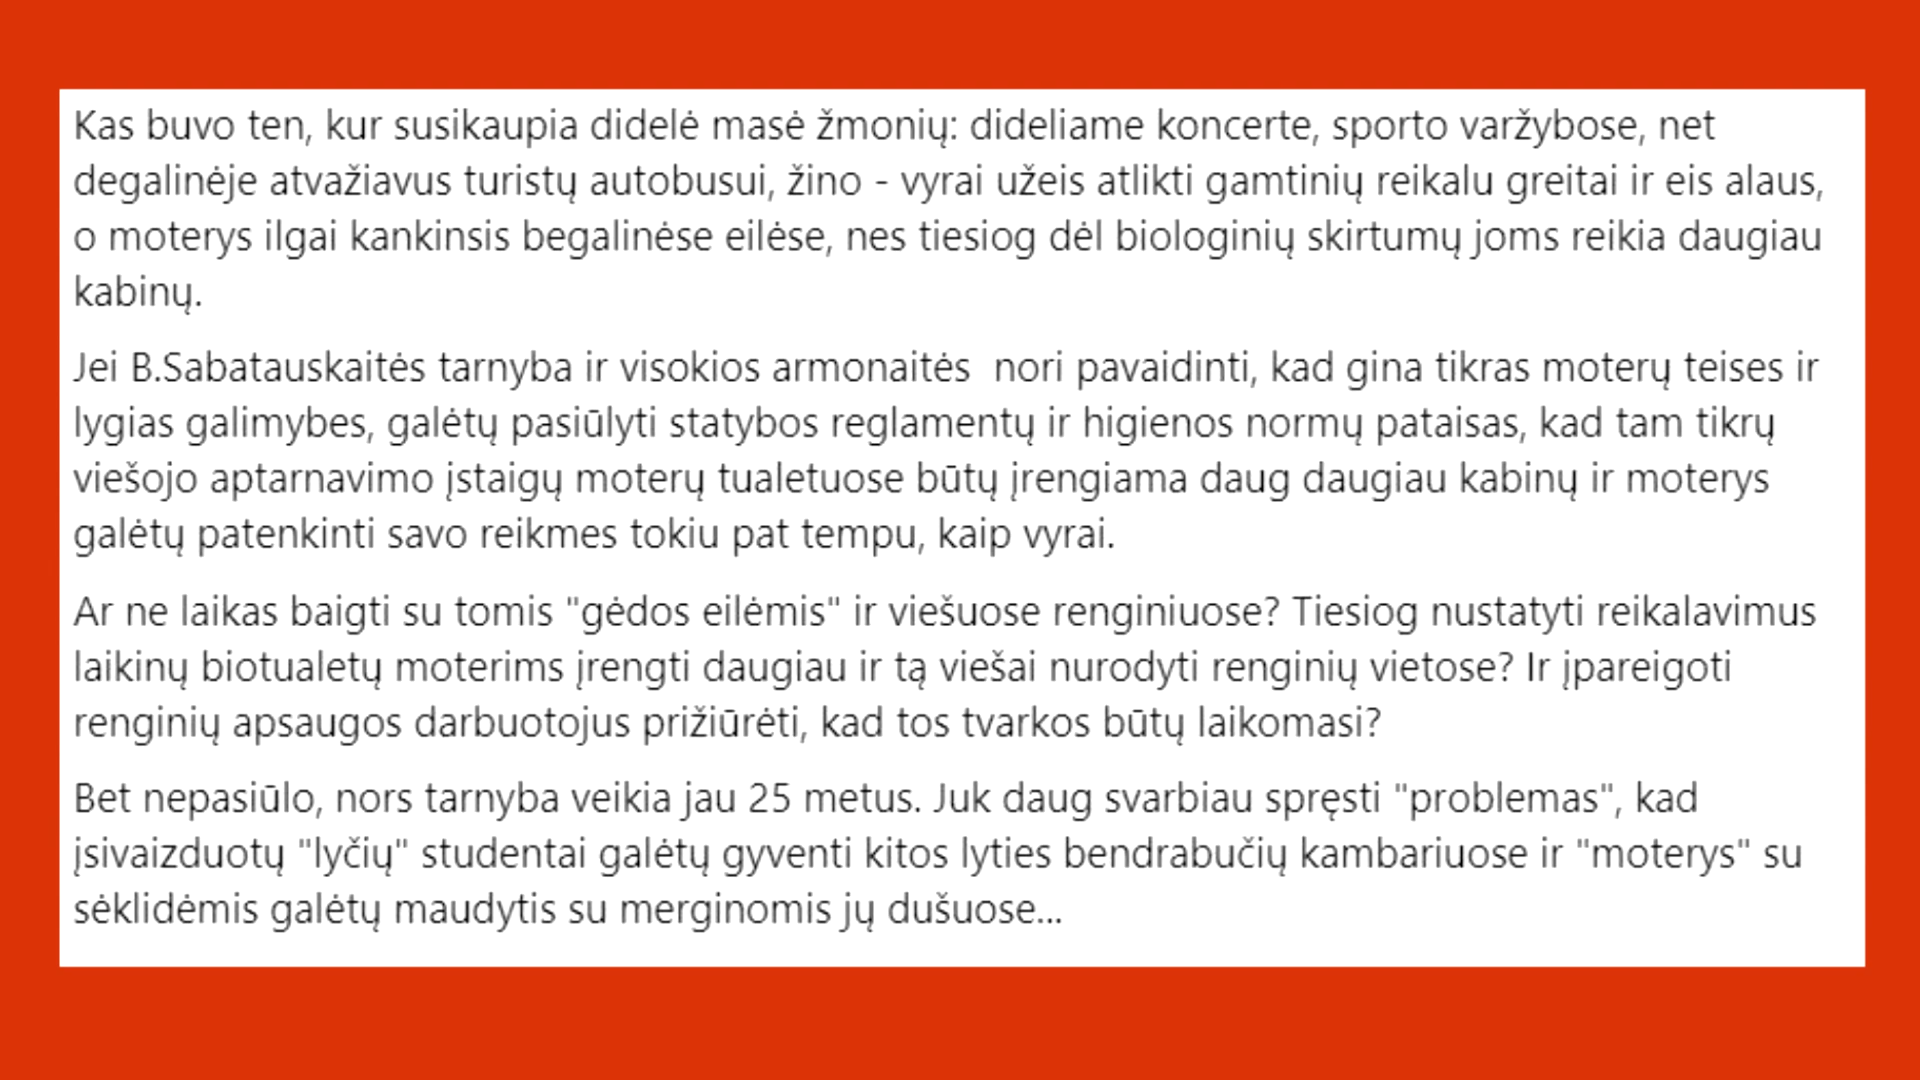 Kas buvo ten, kur susikaupia didelė masė žmonių: dideliame koncerte, sporto varžybose, net
degalinėje atvažiavus turistų autobusui, žino - vyrai užeis atlikti gamtinių reikalu greitai ir eis alaus,
o moterys ilgai kankinsis begalinėse eilėse, nes tiesiog dėl biologinių skirtumų joms reikia daugiau
kabinų.
Jei B.Sabatauskaitės tarnyba ir visokios armonaitės  nori pavaidinti, kad gina tikras moterų teises ir
lygias galimybes, galėtų pasiūlyti statybos reglamentų ir higienos normų pataisas, kad tam tikrų
viešojo aptarnavimo įstaigų moterų tualetuose būtų įrengiama daug daugiau kabinų ir moterys
galėtų patenkinti savo reikmes tokiu pat tempu, kaip vyrai.
Ar ne laikas baigti su tomis "gėdos eilėmis" ir viešuose renginiuose? Tiesiog nustatyti reikalavimus
laikinų biotualetų moterims įrengti daugiau ir tą viešai nurodyti renginių vietose? Ir įpareigoti
renginių apsaugos darbuotojus prižiūrėti, kad tos tvarkos būtų laikomasi?
Bet nepasiūlo, nors tarnyba veikia jau 25 metus. Juk daug svarbiau spręsti "problemas", kad
įsivaizduotų "lyčių" studentai galėtų gyventi kitos lyties bendrabučių kambariuose ir "moterys" su
sėklidėmis galėtų maudytis su merginomis jų dušuose...